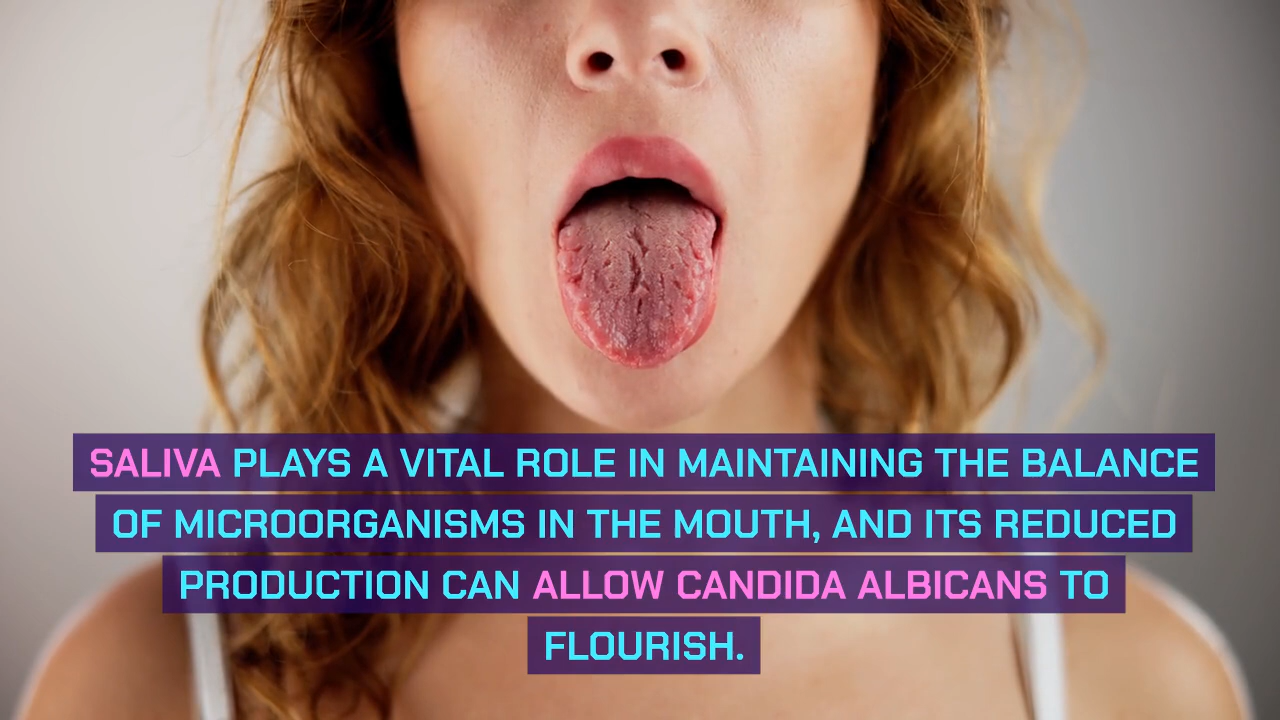 SALIVA PLAYS A VITAL ROLE IN MAINTAINING THE BALANCE
OF MICROORGANISMS IN THE MOUTH, AND ITS REDUCED
PRODUCTION CAN ALLOW CANDIDA ALBICANS TO
FLOURISH.